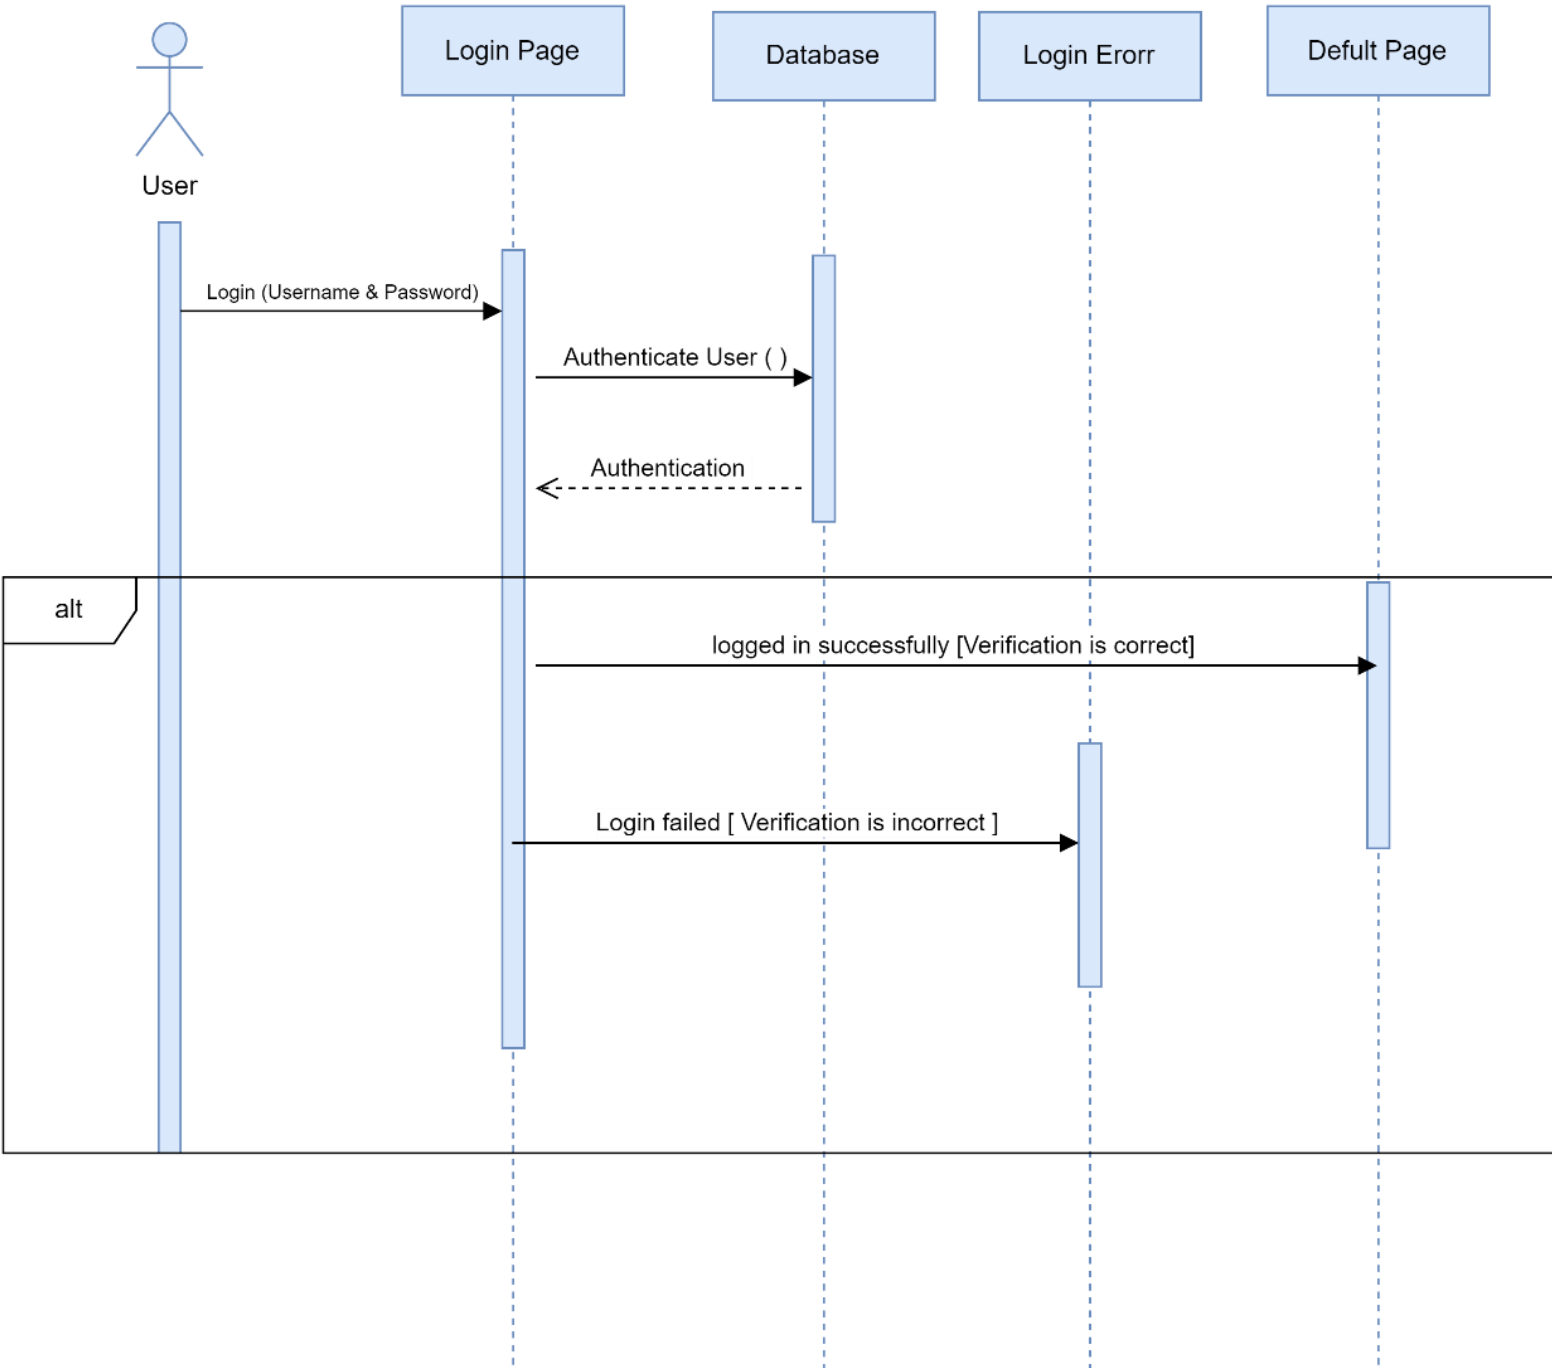 Login Page
Database
Login Erorr
Defult Page
User
Login (Username & Password)
Authenticate User ( )
Authentication
alt
logged in successfully [Verification is correct]
Login failed [ Verification is incorrect ]